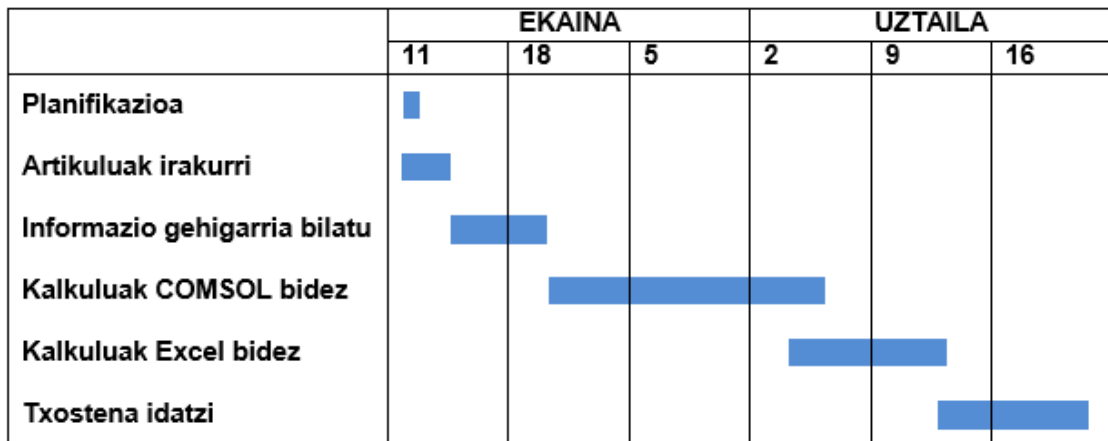 EKAINA UZTAILA
11 18 5 2 9 16
Planifikazioa
Artikuluak irakurri
Informazio gehigarria bilatu
Kalkuluak COMSOL bidez
Kalkuluak Excel bidez
Txostena idatzi